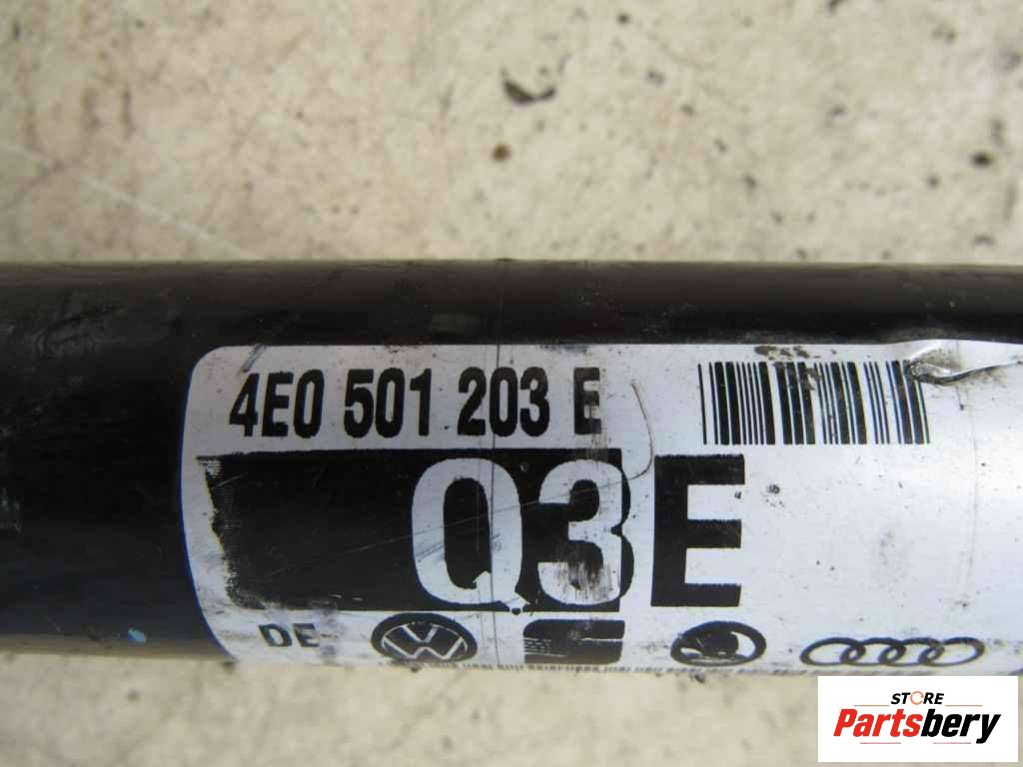 4E0 501 203 E
Q3E
DE
STORE
Partsbery